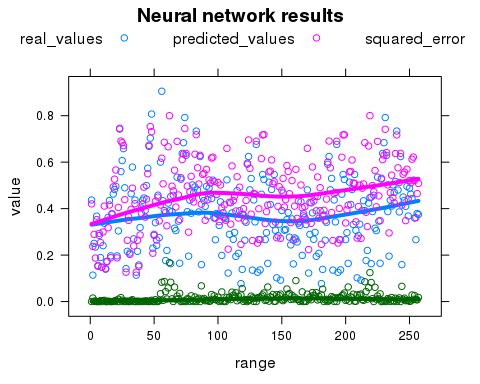 Neural network results
real_values predicted_values squared_error
0.8
0.6
0.4
0.2
0.0
value
0 50 100 150 200 250
range